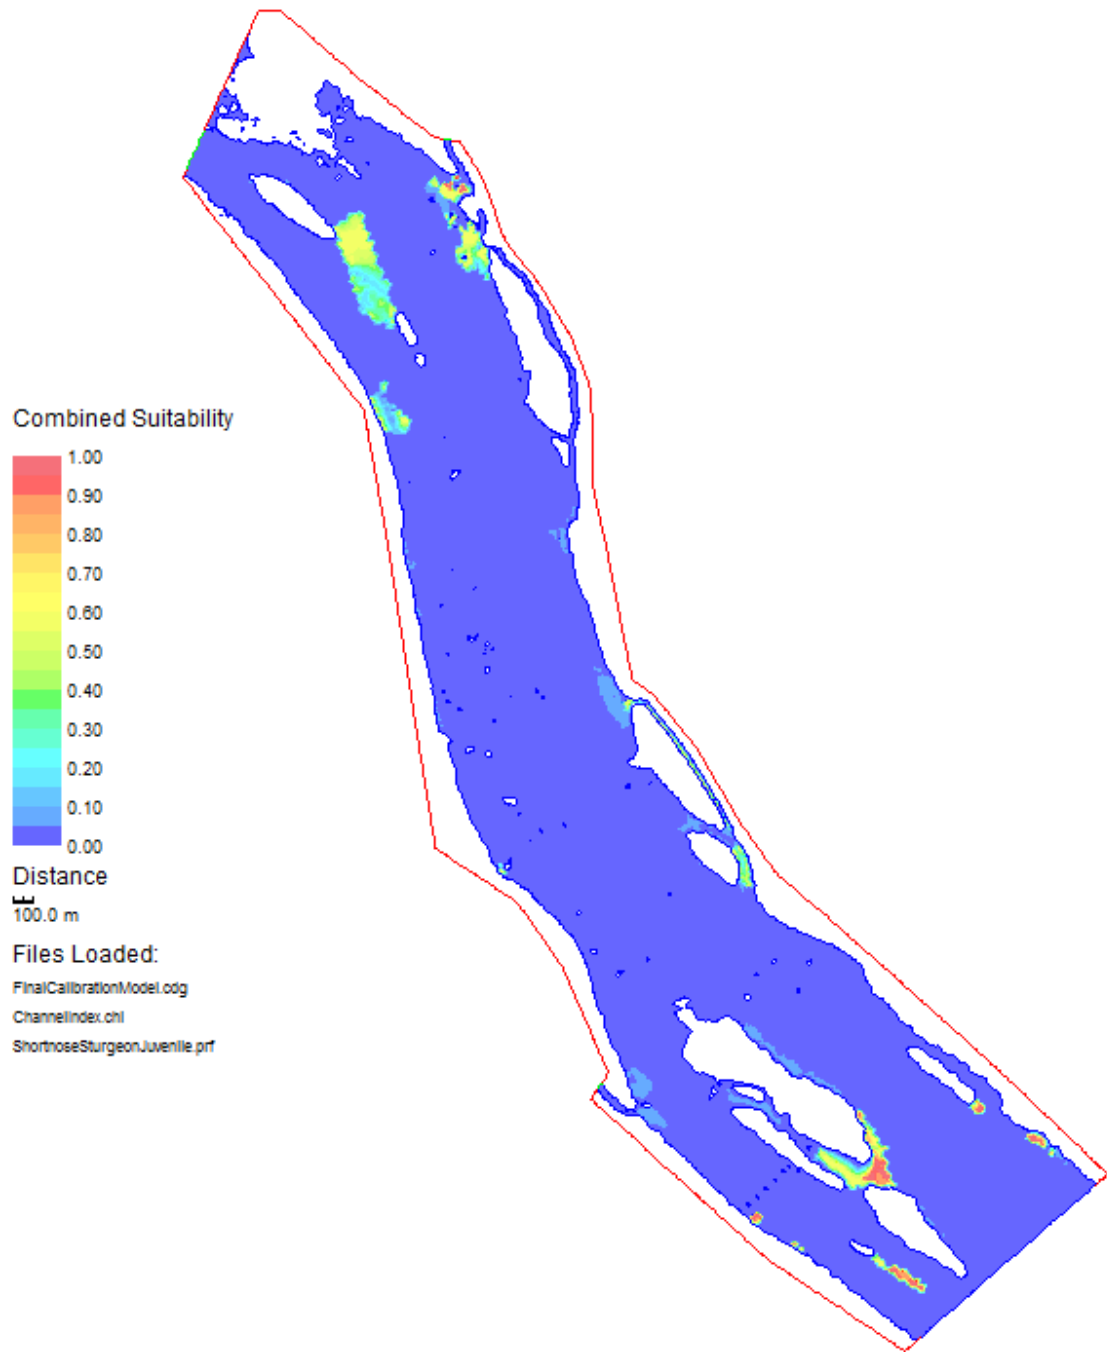 Combined Suitability
1.00
0.90
0.80
0.70
0.60
0.50
0.40
0.30
0.20
0.10
0.00
Distance
100.0 m
Files Loaded:
FinalCalibrationModel.cdg
ChannelIndex.chl
ShortnoseSturgeonJuvenile.prf